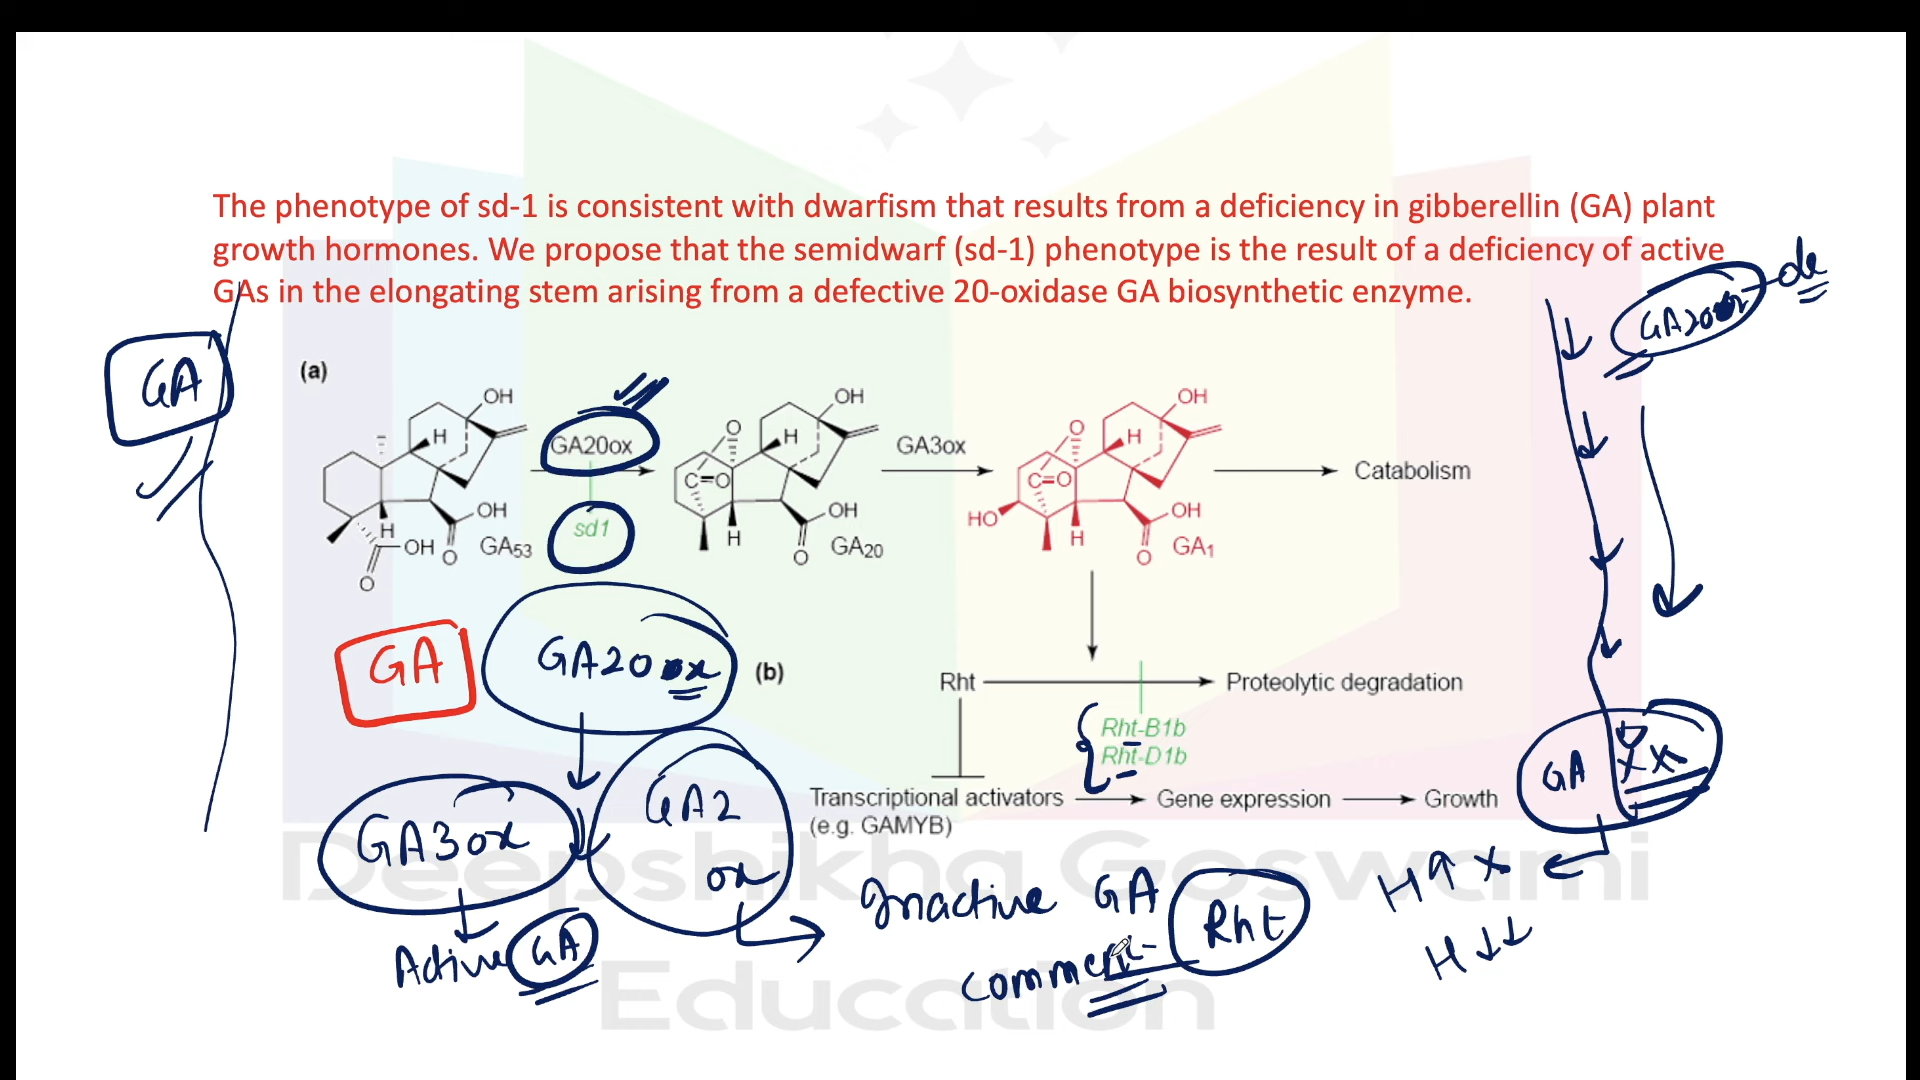 The phenotype of sd-1 is consistent with dwarfism that results from a deficiency in gibberellin (GA) plant
growth hormones. We propose that the semidwarf (sd-1) phenotype is the result of a deficiency of active
GAs in the elongating stem arising from a defective 20-oxidase GA biosynthetic enzyme.
de
GA20ox
GA
(a)
OH
H
H
OH
O
OH
O
GA53
GA20ox
sd1
OH
O
H
C=O
H
OH
O
GA20
GA3ox
OH
O
H
C=O
HO
H
OH
O
GA1
Catabolism
GA
GA20ox
(b)
Rht
Proteolytic degradation
Rht-B1b
Rht-D1b
Transcriptional activators
(e.g. GAMYB)
Gene expression
Growth
GA
GA3ox
GA2
ox
Active GA
Inactive GA
Rht
comment
H↑ x
H↓↓
Deepshikha Goswami
Education